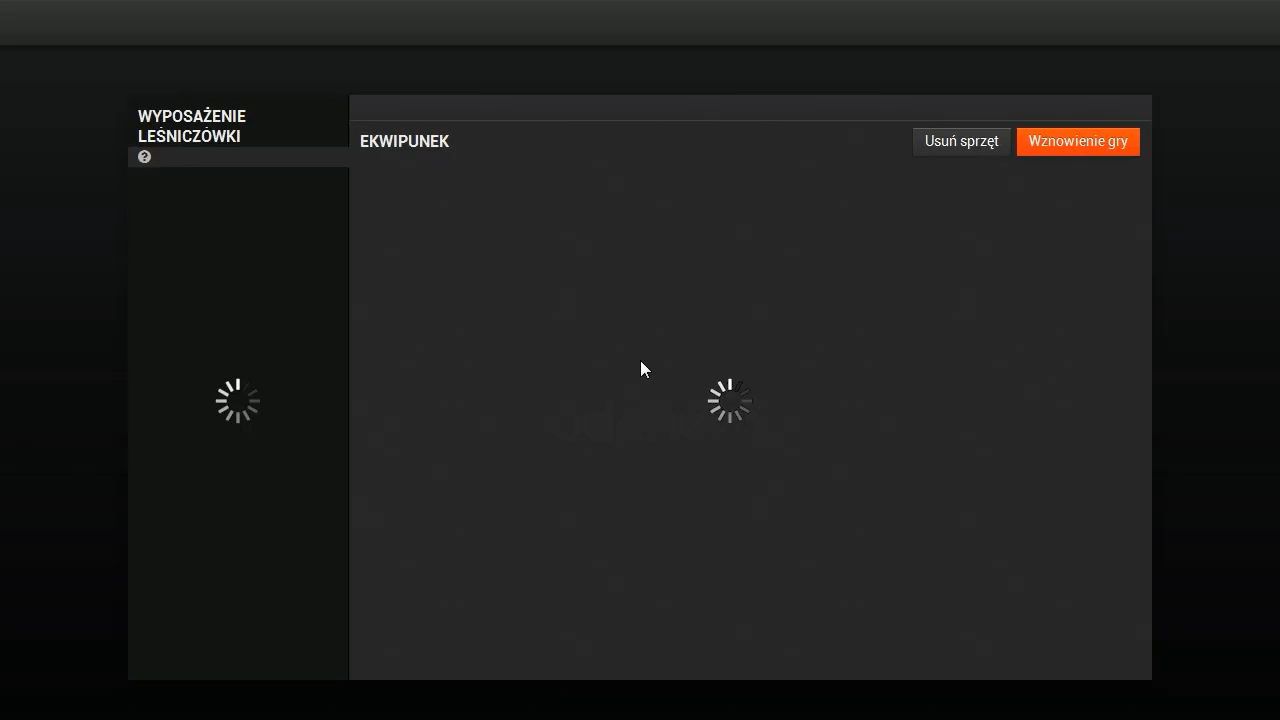 WYPOSAŻENIE
LEŚNICZÓWKI
EKWIPUNEK
Usuń sprzęt
Wznowienie gry